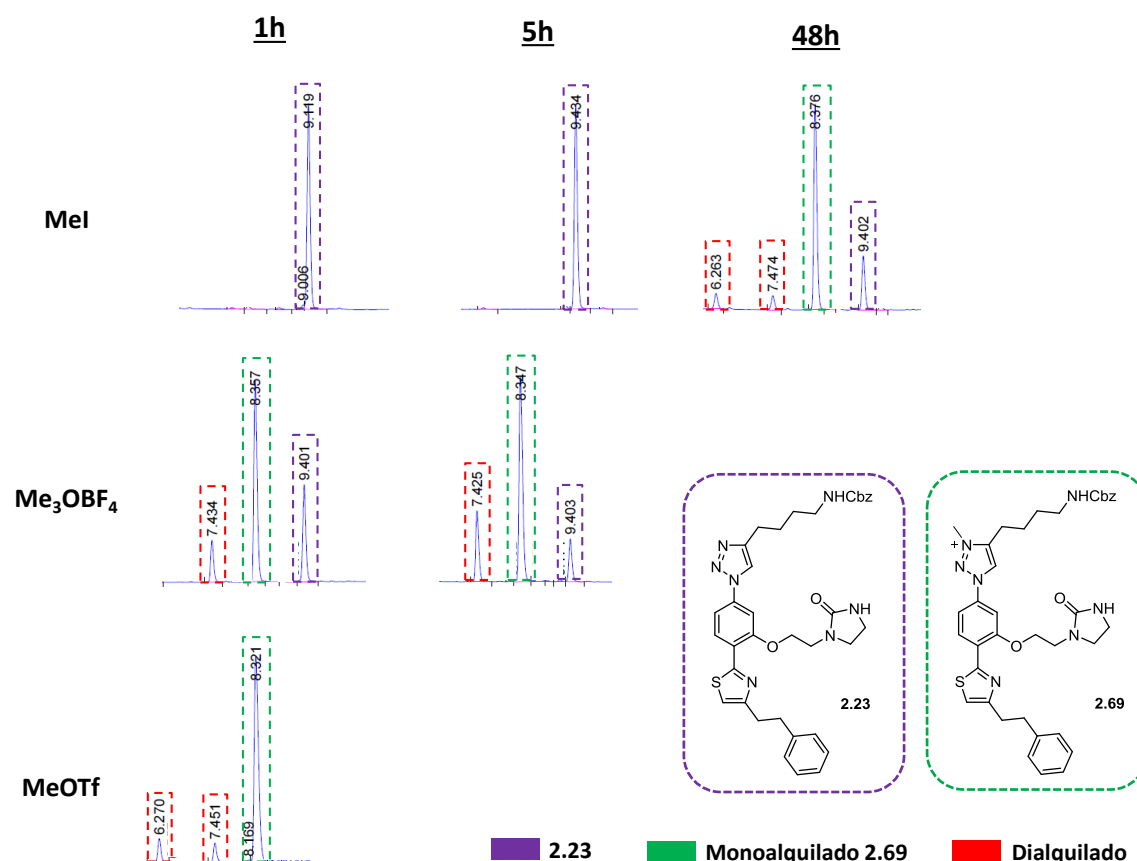 1h
5h
48h
MeI
9.006
9.119
9.434
6.263
7.474
8.376
9.402
Me3OBF4
7.434
8.357
9.401
7.425
8.347
9.403
MeOTf
6.270
7.451
8.169
8.321
NHCbz
N
N
N
O
NH
N
O
S
N
2.23
NHCbz
+
N
N
N
O
NH
N
O
S
N
2.69
2.23
Monoalquilado 2.69
Dialquilado